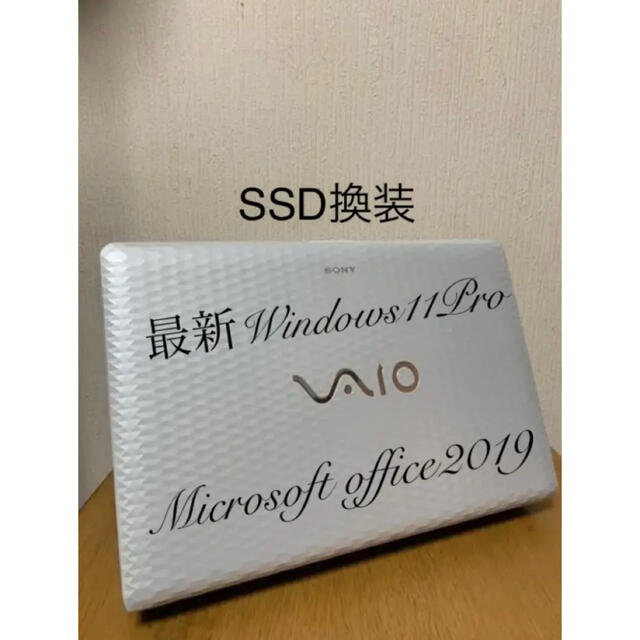 SSD換装
SONY
最新Windows11Pro
VAIO
Microsoft office2019